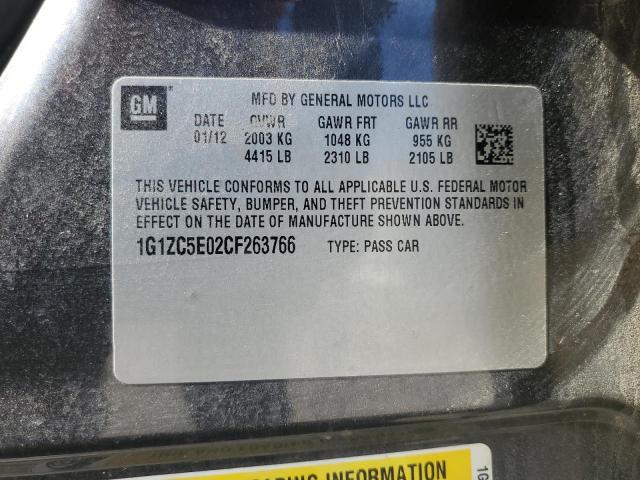 GM
MFD BY GENERAL MOTORS LLC
DATE GVWR GAWR FRT GAWR RR
01/12 2003 KG 1048 KG 955 KG
4415 LB 2310 LB 2105 LB
THIS VEHICLE CONFORMS TO ALL APPLICABLE U.S. FEDERAL MOTOR
VEHICLE SAFETY, BUMPER, AND THEFT PREVENTION STANDARDS IN
EFFECT ON THE DATE OF MANUFACTURE SHOWN ABOVE.
1G1ZC5E02CF263766 TYPE: PASS CAR
INFORMATION
1G